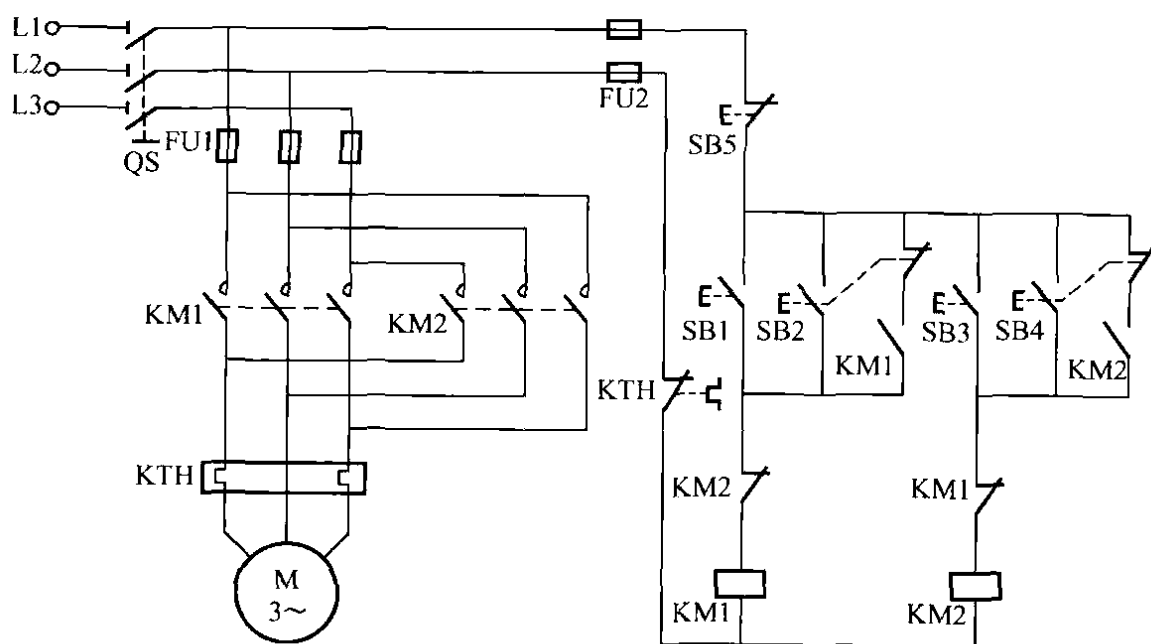 L1
L2
L3
QS
FU1
FU2
SB5
KM1
KM2
SB1
SB2
KM1
SB3
SB4
KM2
KTH
KTH
KM2
KM1
M
3~
KM1
KM2